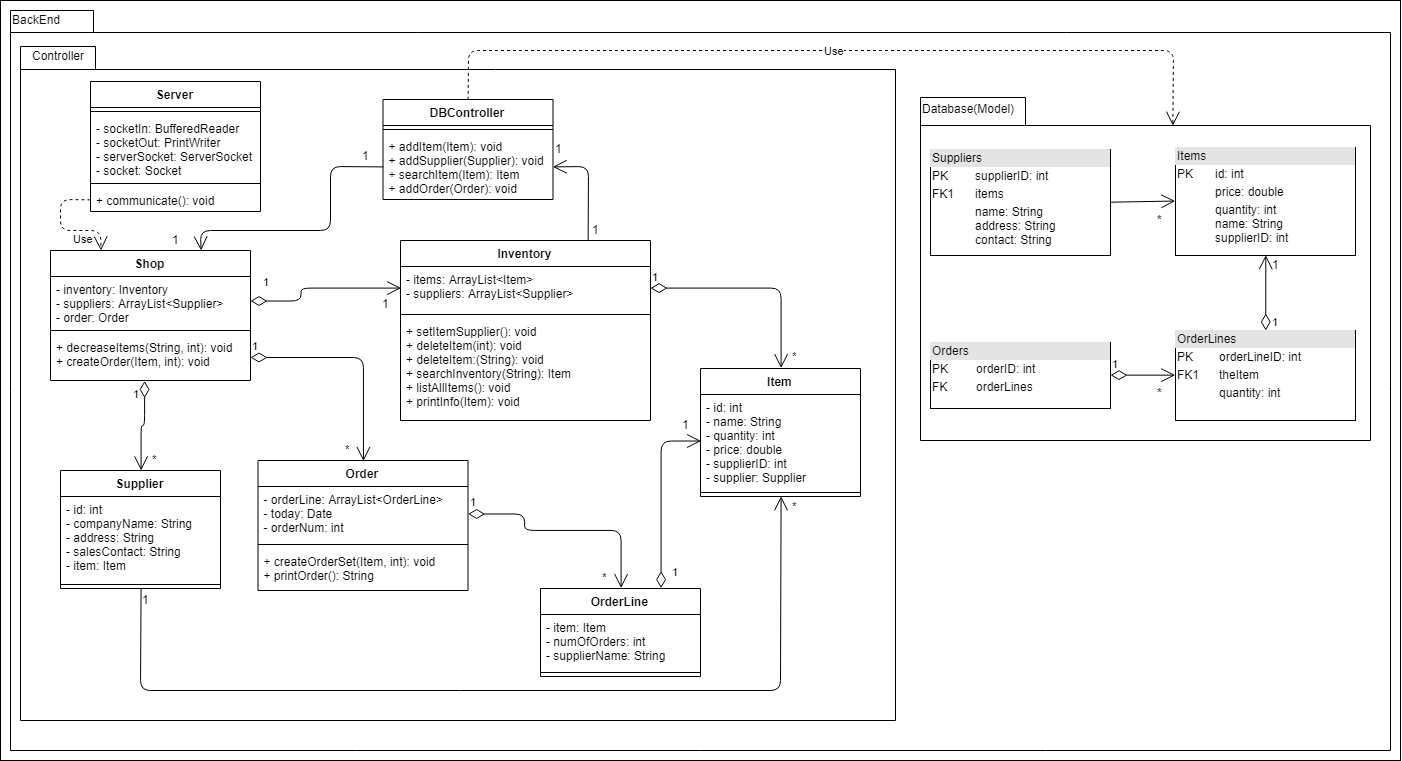 BackEnd
Controller
Use
Server
- socketIn: BufferedReader
- socketOut: PrintWriter
- serverSocket: ServerSocket
- socket: Socket
+ communicate(): void
DBController
+ addItem(Item): void
+ addSupplier(Supplier): void
+ searchItem(Item): Item
+ addOrder(Order): void
1
1
1
1
Use
Shop
- inventory: Inventory
- suppliers: ArrayList<Supplier>
- order: Order
+ decreaseItems(String, int): void
+ createOrder(Item, int): void
1
1
1
1
Inventory
- items: ArrayList<Item>
- suppliers: ArrayList<Supplier>
+ setItemSupplier(): void
+ deleteItem(int): void
+ deleteItem:(String): void
+ searchInventory(String): Item
+ listAllItems(): void
+ printInfo(Item): void
1
*
*
*
Supplier
- id: int
- companyName: String
- address: String
- salesContact: String
- item: Item
1
Order
- orderLine: ArrayList<OrderLine>
- today: Date
- orderNum: int
+ createOrderSet(Item, int): void
+ printOrder(): String
1
*
OrderLine
- item: Item
- numOfOrders: int
- supplierName: String
1
1
Item
- id: int
- name: String
- quantity: int
- price: double
- supplierID: int
- supplier: Supplier
*
Database(Model)
Suppliers
PK supplierID: int
FK1 items
name: String
address: String
contact: String
*
Items
PK id: int
price: double
quantity: int
name: String
supplierID: int
1
1
Orders
PK orderID: int
FK orderLines
1
*
OrderLines
PK orderLineID: int
FK1 theItem
quantity: int